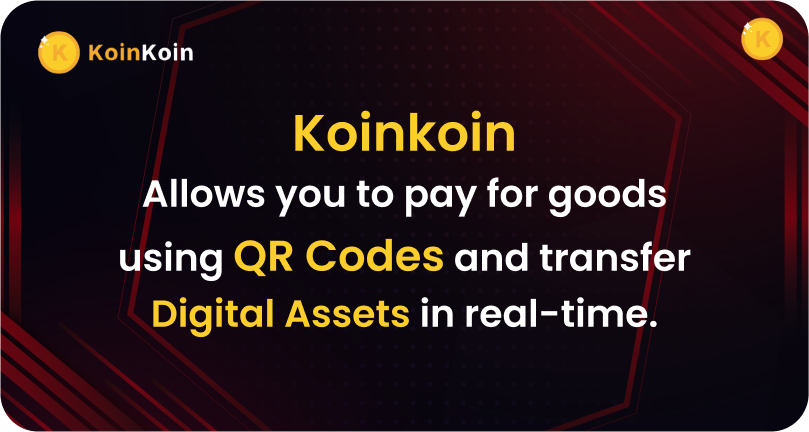 K KoinKoin
K
Koinkoin
Allows you to pay for goods
using QR Codes and transfer
Digital Assets in real-time.